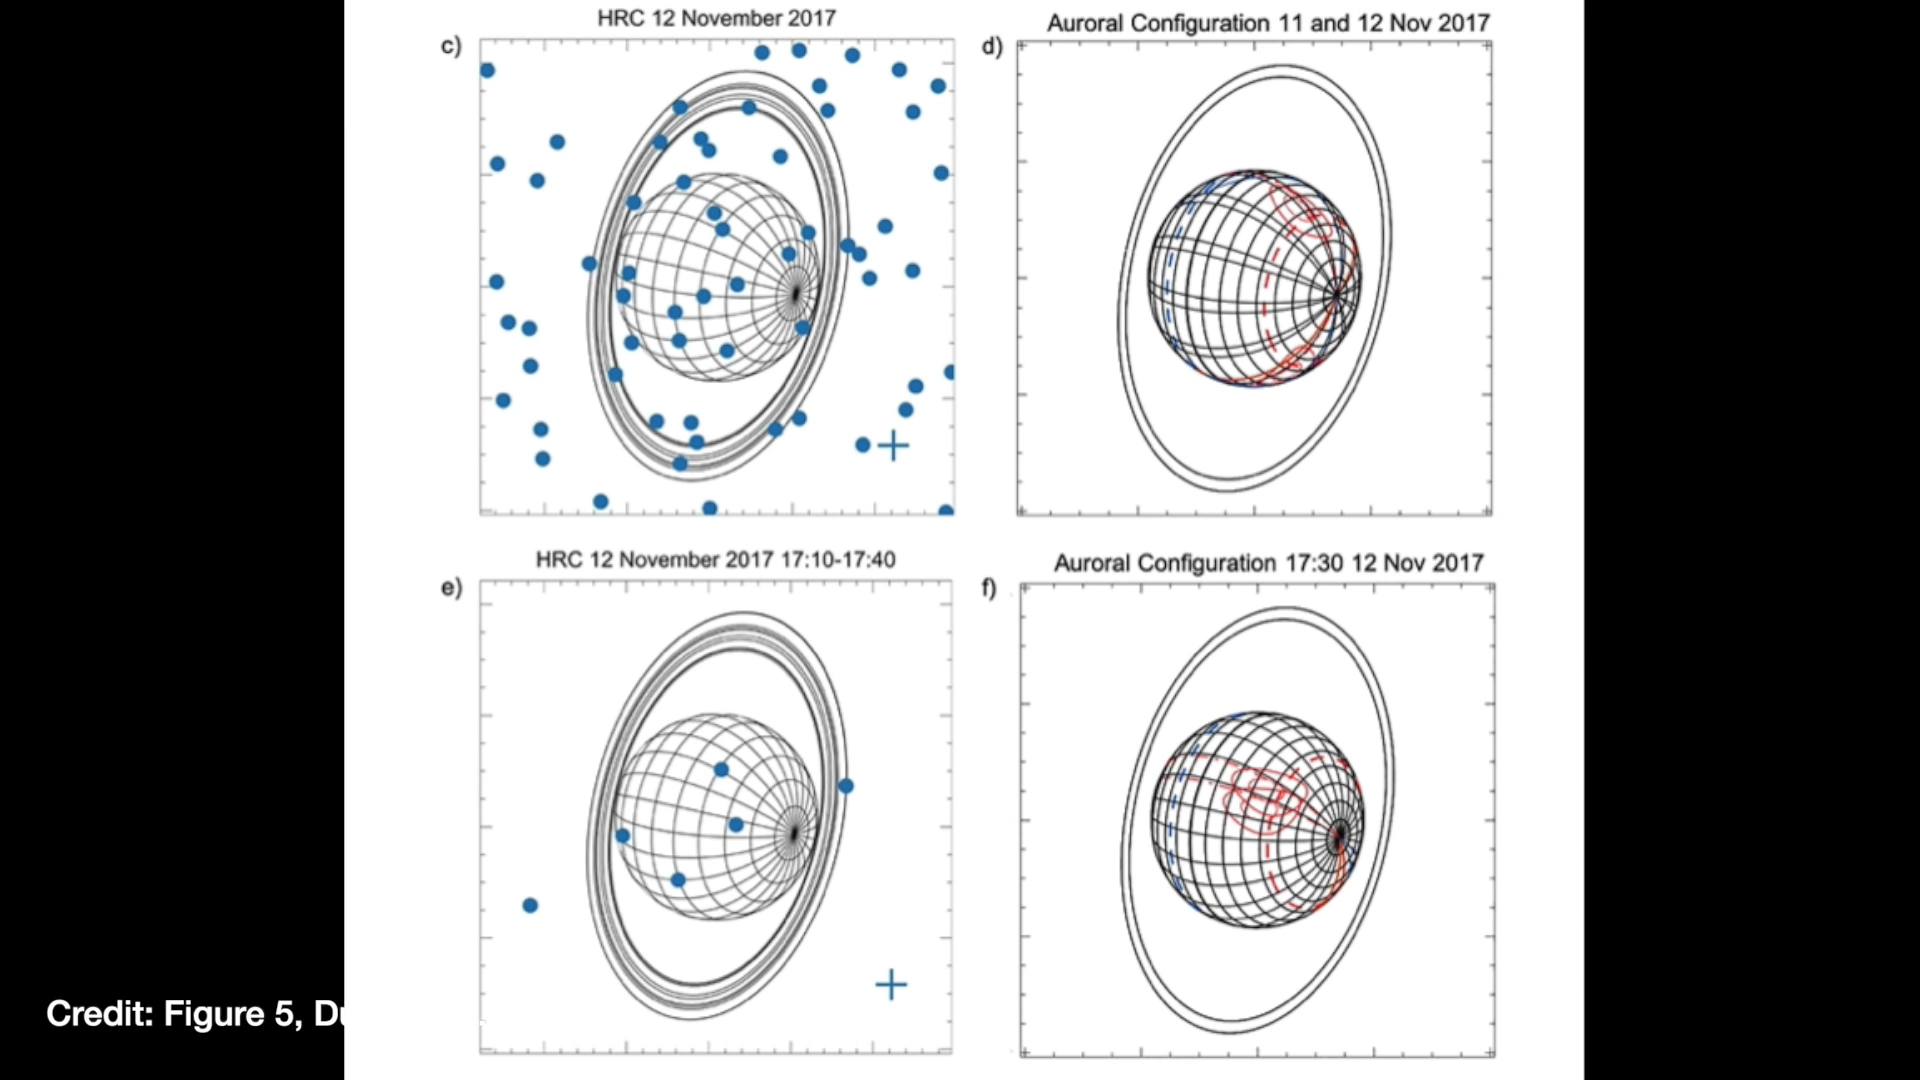 HRC 12 November 2017
Auroral Configuration 11 and 12 Nov 2017
c)
d)
HRC 12 November 2017 17:10-17:40
Auroral Configuration 17:30 12 Nov 2017
e)
f)
Credit: Figure 5,